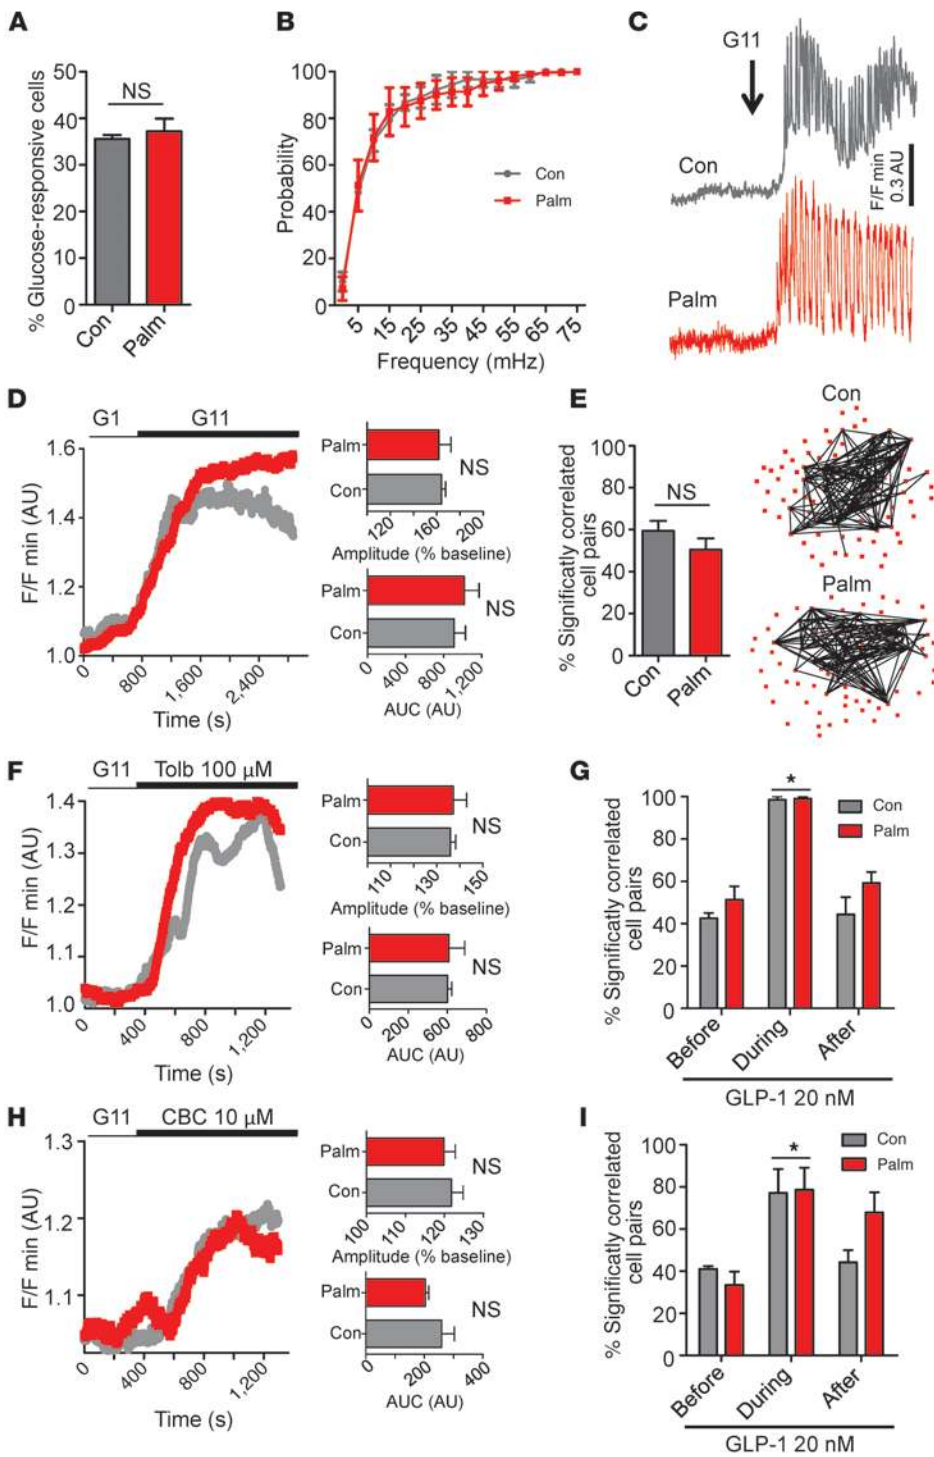 A
% Glucose-responsive cells
50
40
30
20
10
0
NS
Con
Palm
B
Probability
100
80
60
40
20
0
Con
Palm
5
15
25
35
45
55
65
75
Frequency (mHz)
C
G11
Con
F/F min
0.3 AU
Palm
D
G1
G11
F/F min (AU)
1.6
1.4
1.2
1.0
0
800
1,600
2,400
Time (s)
Palm
Con
NS
120
160
200
Amplitude (% baseline)
Palm
Con
NS
0
400
800
1,200
AUC (AU)
E
% Significatly correlated
cell pairs
100
80
60
40
20
0
NS
Con
Palm
Con
Palm
F
G11
Tolb 100 µM
F/F min (AU)
1.4
1.3
1.2
1.1
1.0
0
400
800
1,200
Time (s)
Palm
Con
NS
110
130
150
Amplitude (% baseline)
Palm
Con
NS
0
200
400
600
800
AUC (AU)
G
% Significatly correlated
cell pairs
100
80
60
40
20
0
*
Con
Palm
Before
During
After
GLP-1 20 nM
H
G11
CBC 10 µM
F/F min (AU)
1.3
1.2
1.1
0
400
800
1,200
Time (s)
Palm
Con
NS
100
110
120
130
Amplitude (% baseline)
Palm
Con
NS
0
200
400
AUC (AU)
I
% Significatly correlated
cell pairs
100
80
60
40
20
0
*
Con
Palm
Before
During
After
GLP-1 20 nM